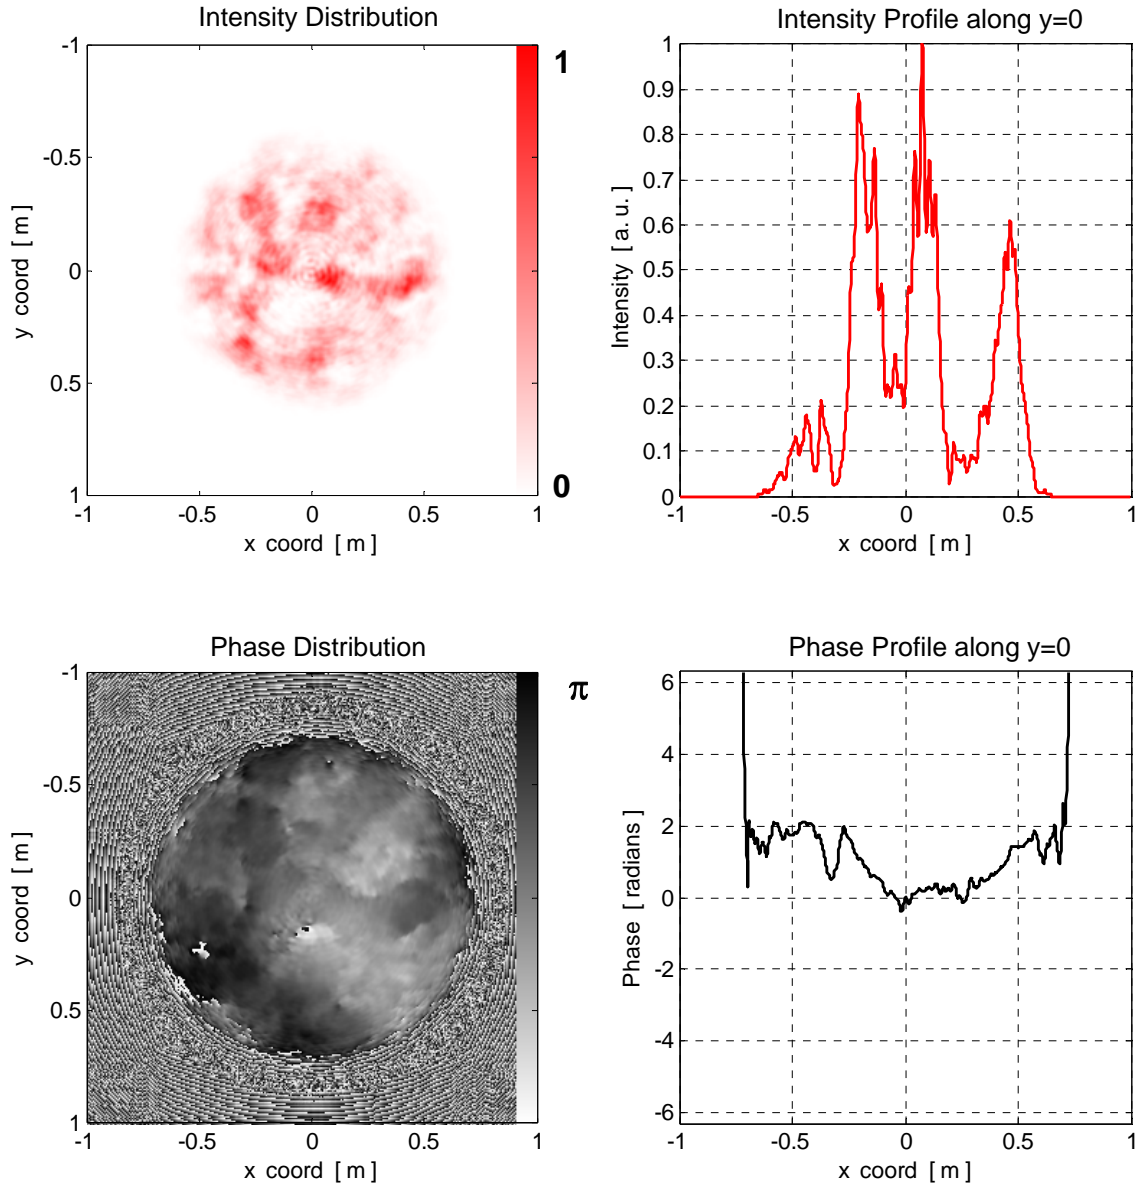 Intensity Distribution
-1
-0.5
0
0.5
1
-1 -0.5 0 0.5 1
x coord [ m ]
y coord [ m ]
1
0
Intensity Profile along y=0
1
0.9
0.8
0.7
0.6
0.5
0.4
0.3
0.2
0.1
0
-1 -0.5 0 0.5 1
x coord [ m ]
Intensity [ a. u. ]
Phase Distribution
-1
-0.5
0
0.5
1
-1 -0.5 0 0.5 1
x coord [ m ]
y coord [ m ]
π
Phase Profile along y=0
6
4
2
0
-2
-4
-6
-1 -0.5 0 0.5 1
x coord [ m ]
Phase [ radians ]